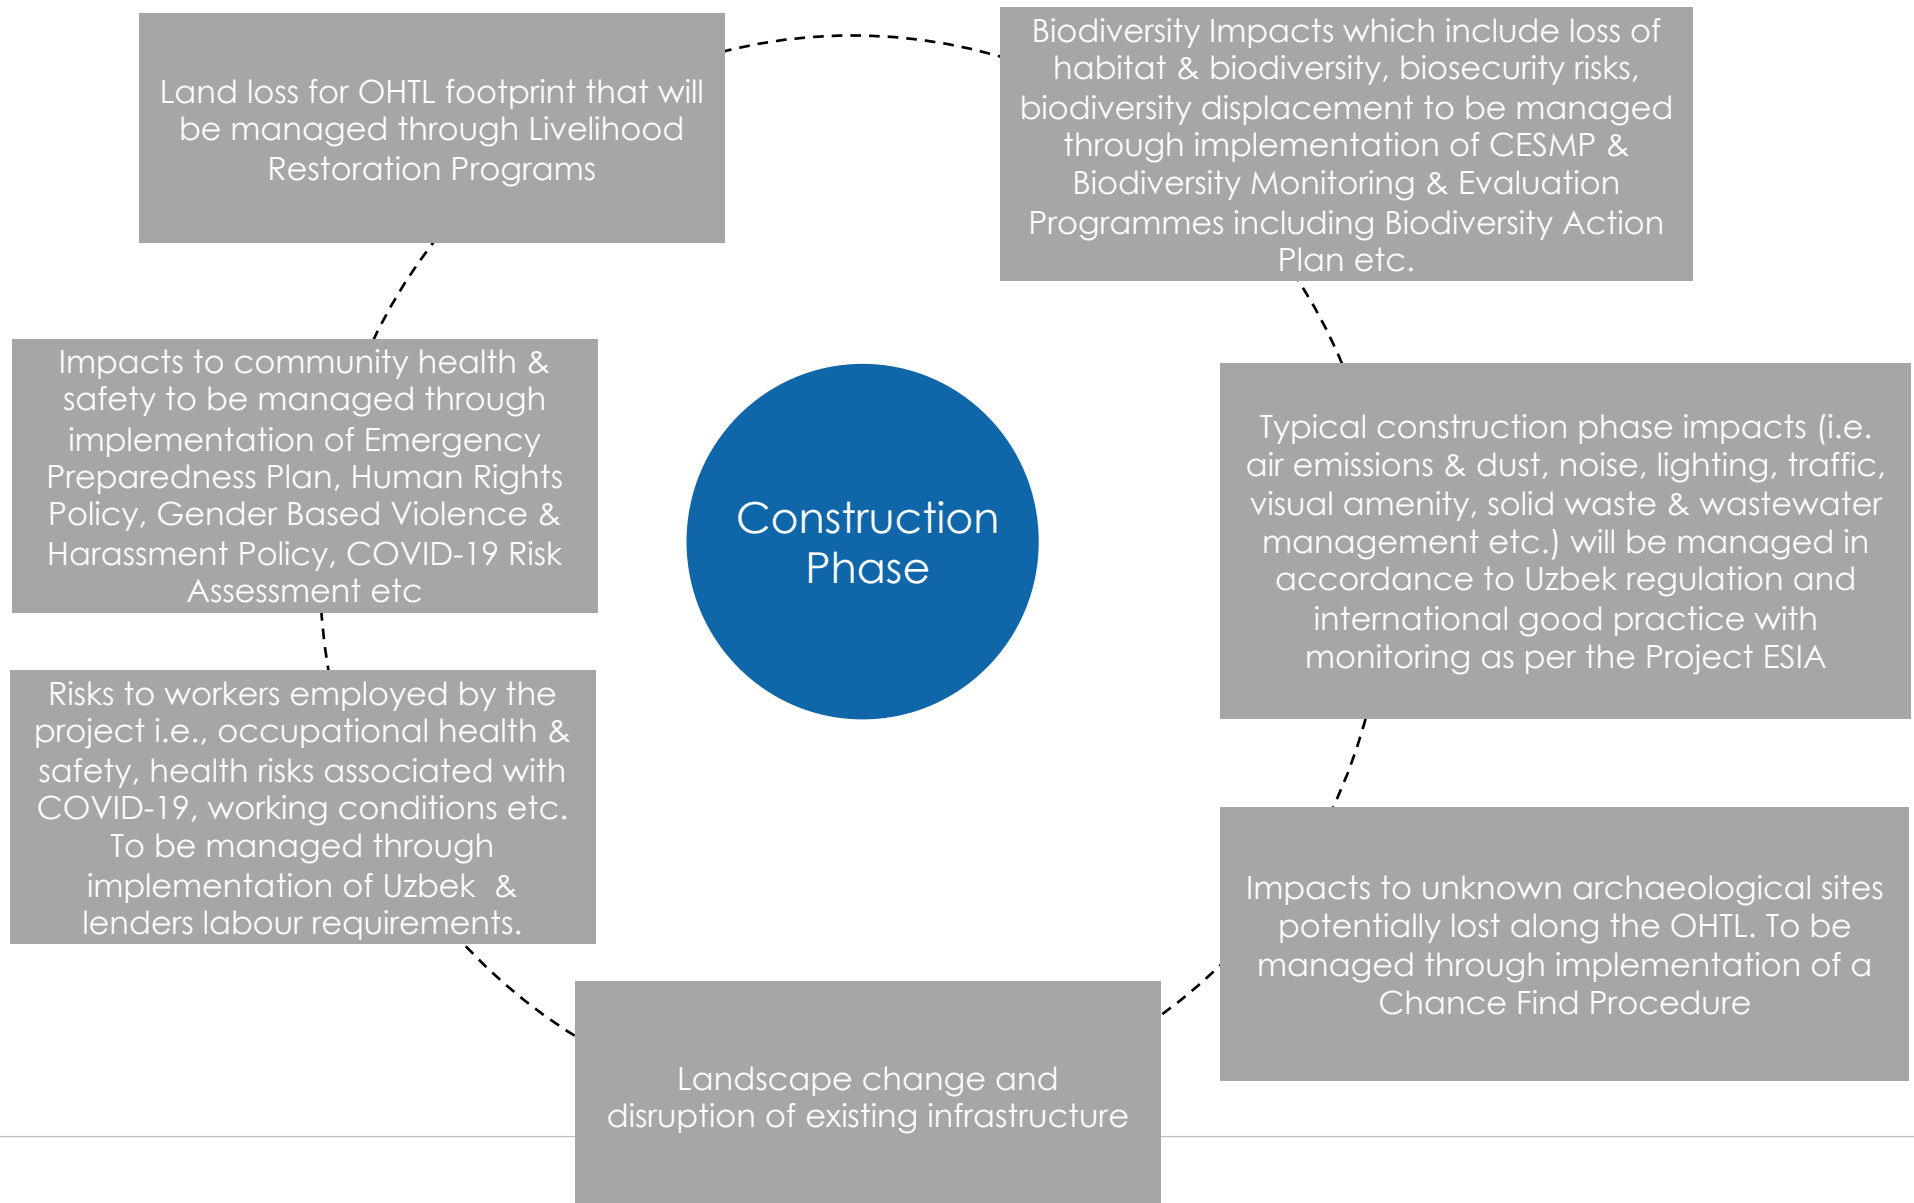 Land loss for OHTL footprint that will
be managed through Livelihood
Restoration Programs
Biodiversity Impacts which include loss of
habitat & biodiversity, biosecurity risks,
biodiversity displacement to be managed
through implementation of CESMP &
Biodiversity Monitoring & Evaluation
Programmes including Biodiversity Action
Plan etc.
Impacts to community health &
safety to be managed through
implementation of Emergency
Preparedness Plan, Human Rights
Policy, Gender Based Violence &
Harassment Policy, COVID-19 Risk
Assessment etc
Construction
Phase
Typical construction phase impacts (i.e.
air emissions & dust, noise, lighting, traffic,
visual amenity, solid waste & wastewater
management etc.) will be managed in
accordance to Uzbek regulation and
international good practice with
monitoring as per the Project ESIA
Risks to workers employed by the
project i.e., occupational health &
safety, health risks associated with
COVID-19, working conditions etc.
To be managed through
implementation of Uzbek  &
lenders labour requirements.
Impacts to unknown archaeological sites
potentially lost along the OHTL. To be
managed through implementation of a
Chance Find Procedure
Landscape change and
disruption of existing infrastructure